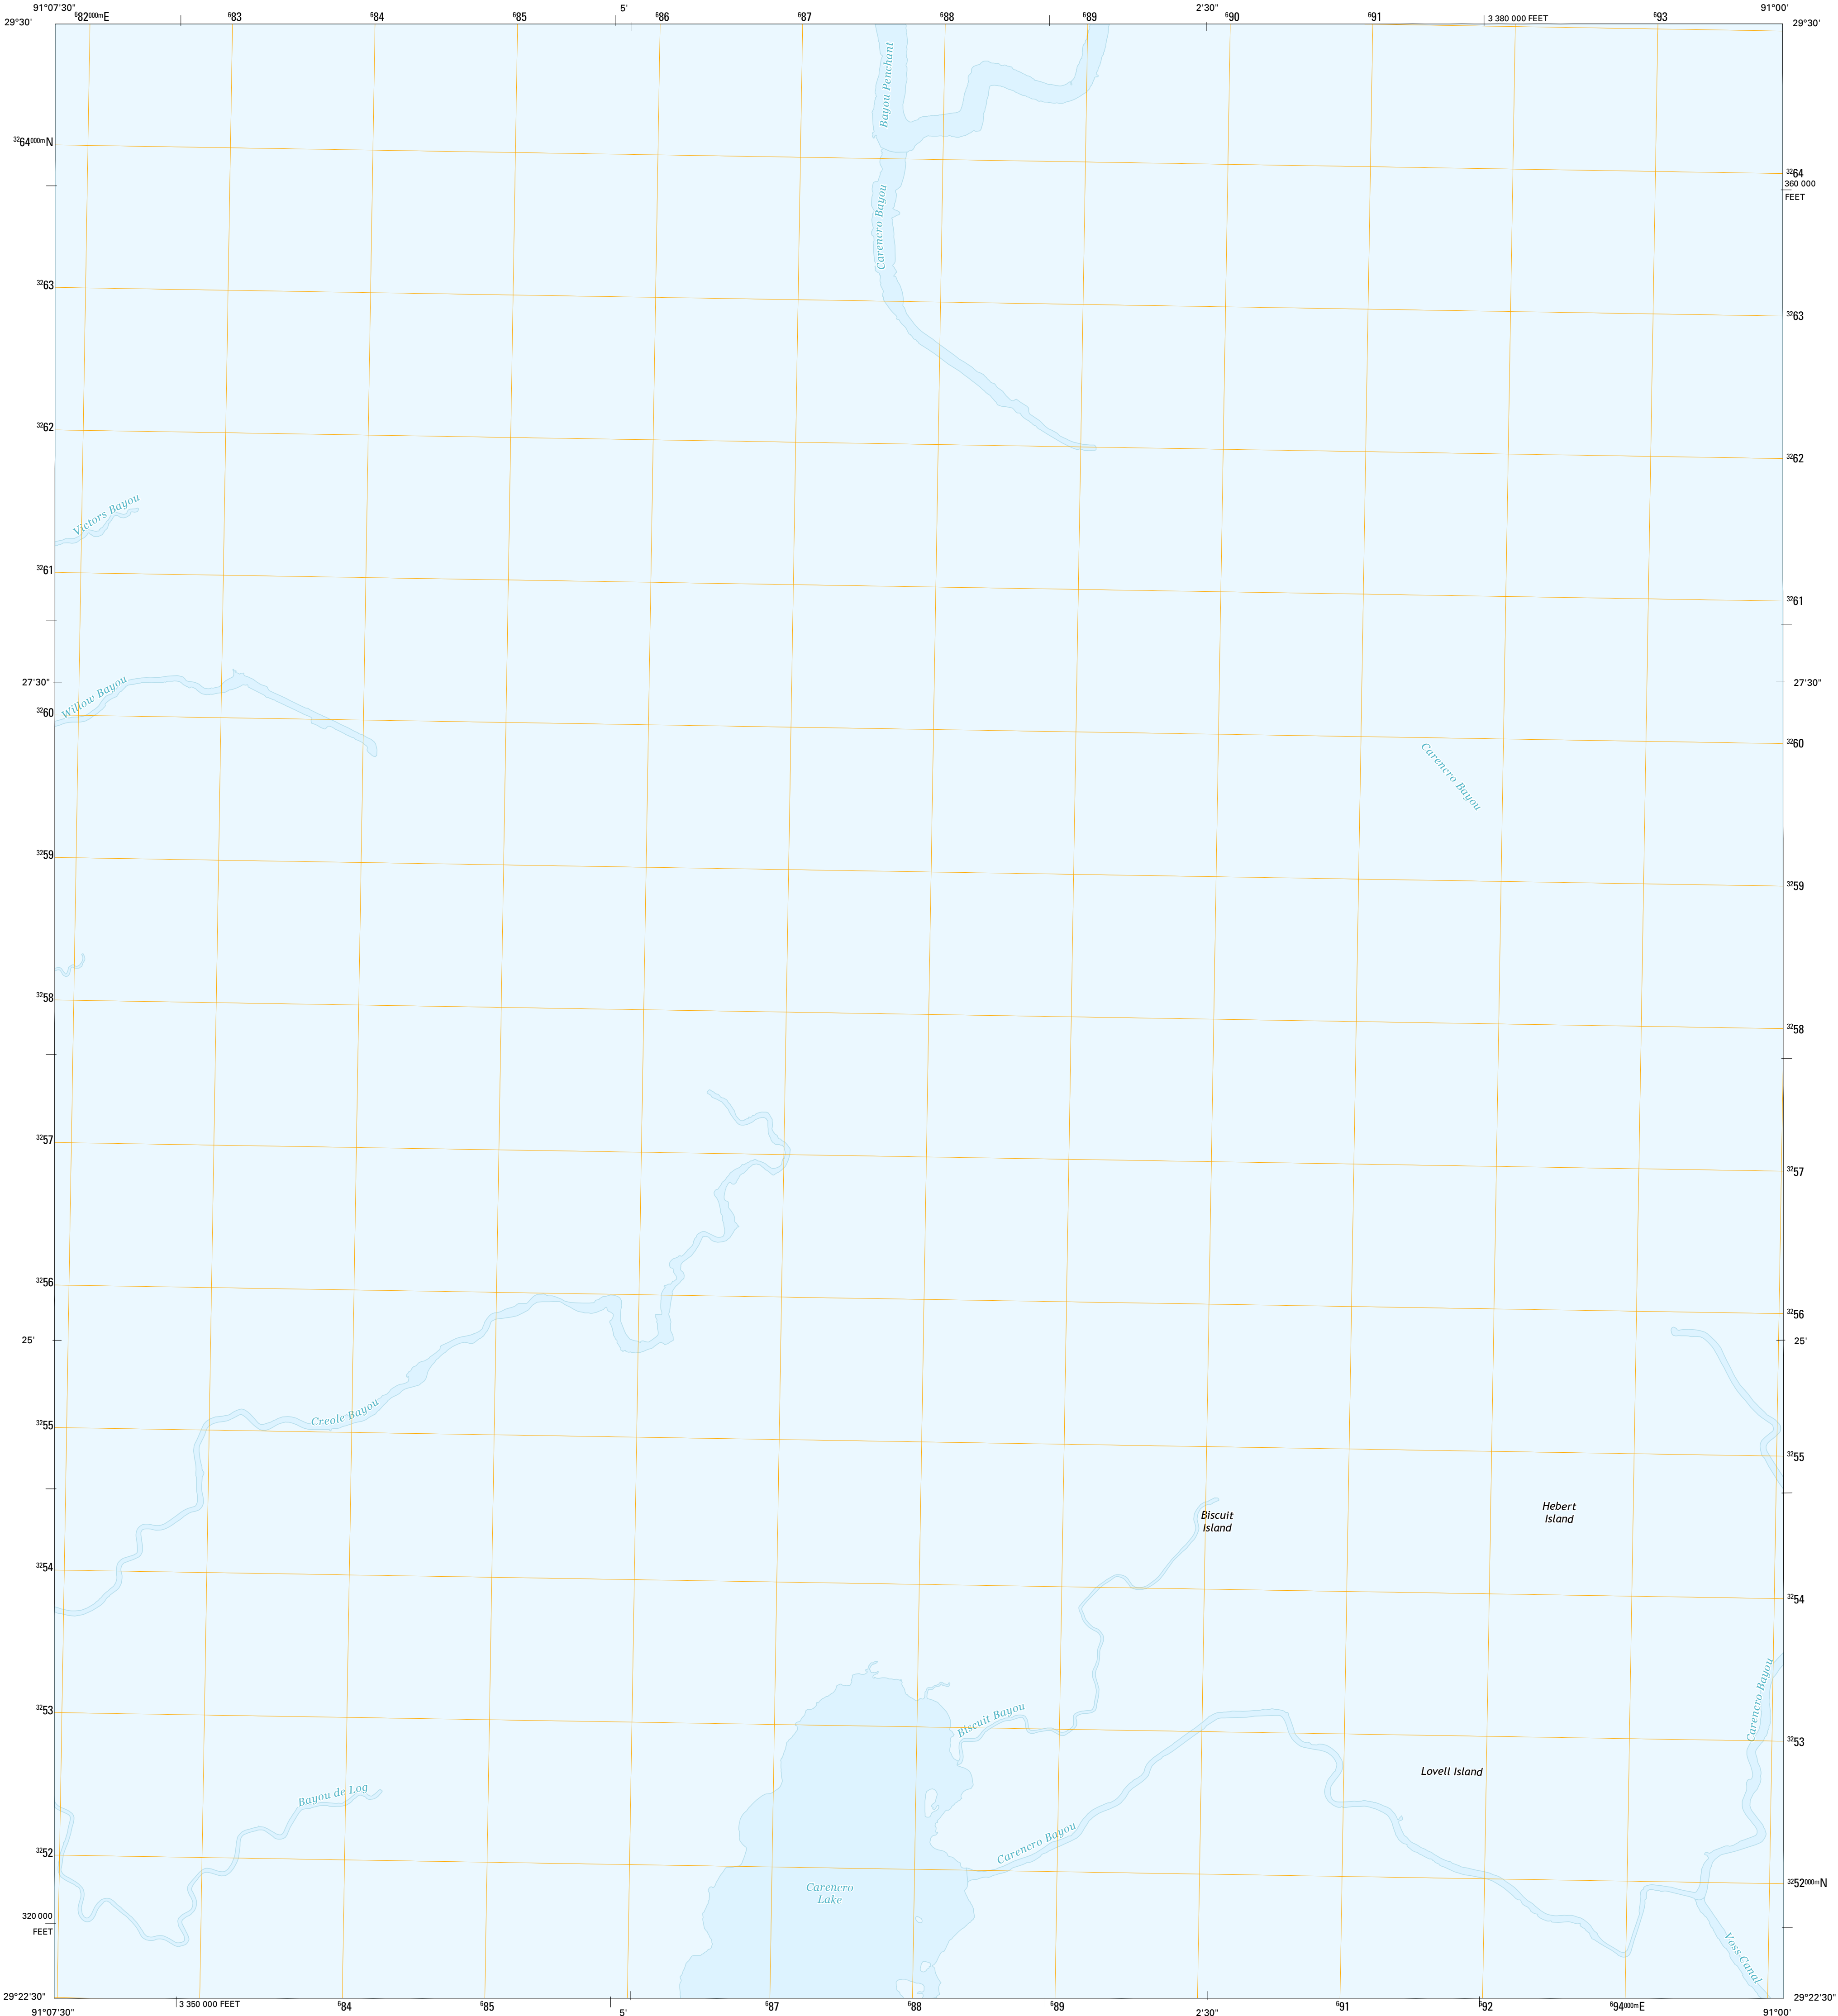 91°07'30"
⁶82000mE
⁶83
⁶84
⁶85
5'
⁶86
⁶87
⁶88
⁶89
2'30"
⁶90
⁶91
3 380 000 FEET
⁶93
91°00'
29°30'
29°30'
Bayou Penchant
³²64000mN
³²64
360 000
FEET
Carencro Bayou
³²63
³²63
³²62
³²62
Victors Bayou
³²61
³²61
27'30"
27'30"
Willow Bayou
³²60
³²60
Carencro Bayou
³²59
³²59
³²58
³²58
³²57
³²57
³²56
³²56
25'
25'
Creole Bayou
³²55
³²55
Biscuit
Island
Hebert
Island
³²54
³²54
Carencro Bayou
³²53
Biscuit Bayou
³²53
Lovell Island
Bayou de Log
Carencro Bayou
³²52
Carencro
Lake
³²52000mN
320 000
FEET
Voss Canal
29°22'30"
29°22'30"
91°07'30"
3 350 000 FEET
⁶84
⁶85
5'
⁶87
⁶88
⁶89
2'30"
⁶91
⁶92
⁶94000mE
91°00'